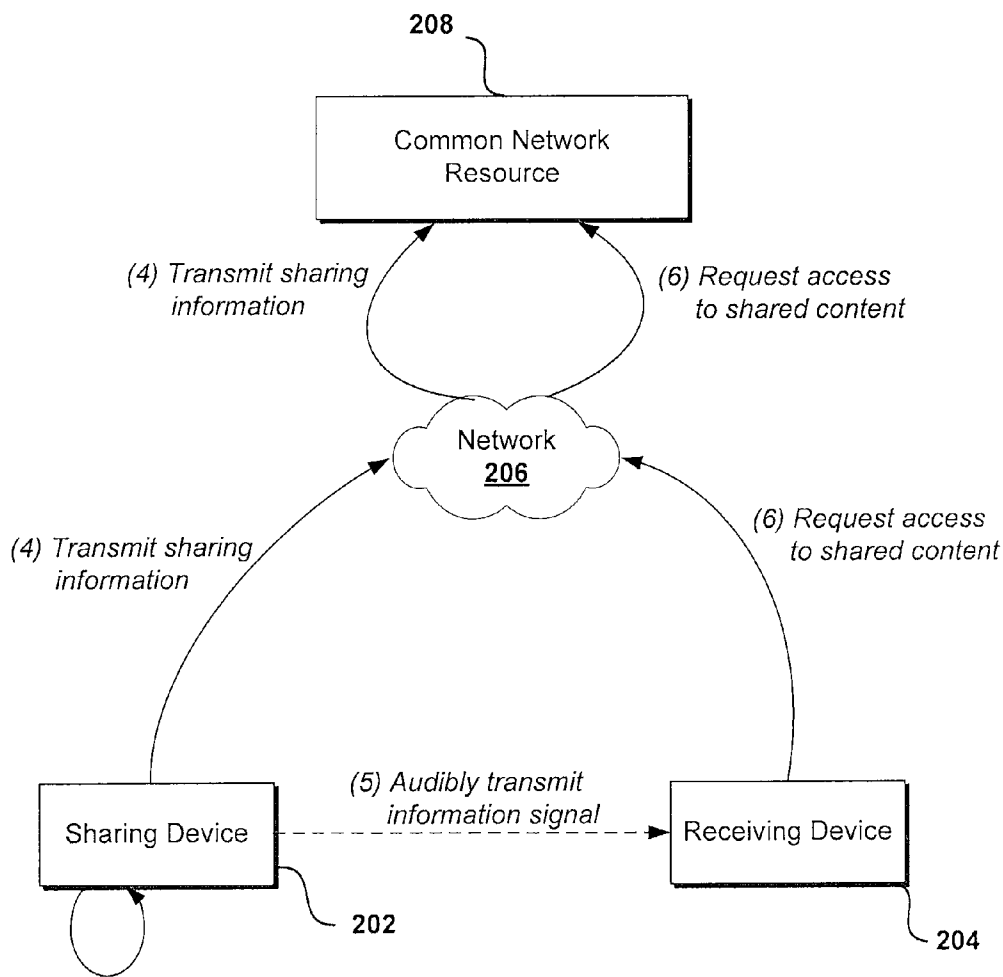 208
Common Network
Resource
(4) Transmit sharing
information
(6) Request access
to shared content
Network
206
(4) Transmit sharing
information
(6) Request access
to shared content
(5) Audibly transmit
information signal
Sharing Device
Receiving Device
202
204